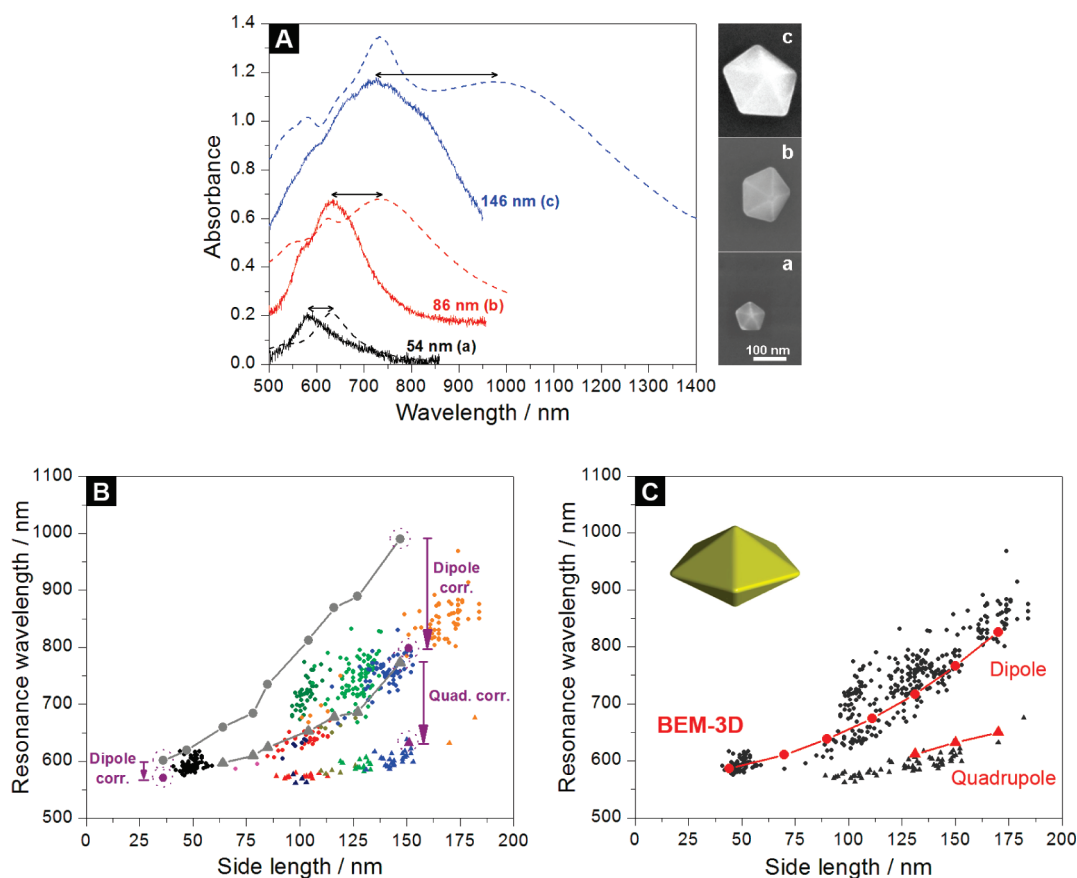 A
1.4
1.2
1.0
0.8
0.6
0.4
0.2
0.0
Absorbance
146 nm (c)
86 nm (b)
54 nm (a)
500 600 700 800 900 1000 1100 1200 1300 1400
Wavelength / nm
c
b
a
100 nm
B
1100
1000
900
800
700
600
500
Resonance wavelength / nm
Dipole
corr.
Quad. corr.
Dipole
corr.
0 25 50 75 100 125 150 175 200
Side length / nm
C
1100
1000
900
800
700
600
500
Resonance wavelength / nm
BEM-3D
Dipole
Quadrupole
0 25 50 75 100 125 150 175 200
Side length / nm